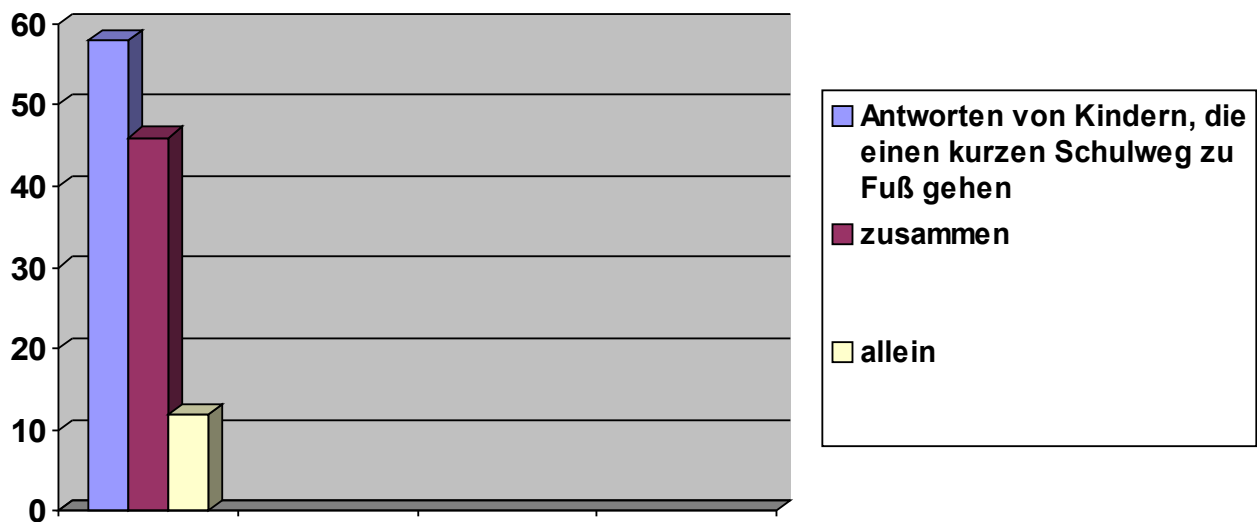 60
50
40
30
20
10
0
Antworten von Kindern, die
einen kurzen Schulweg zu
Fuß gehen
zusammen
allein